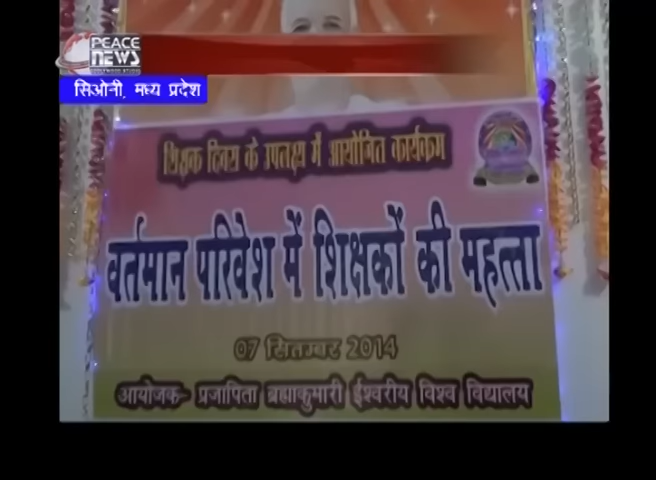 PEACE
NEWS
सिओनी, मध्य प्रदेश
शिक्षक दिवस के उपलक्ष्य में आयोजित कार्यक्रम
वर्तमान परिवेश में शिक्षकों की महत्ता
07 सितम्बर 2014
आयोजक- प्रजापिता ब्रह्माकुमारी ईश्वरीय विश्व विद्यालय